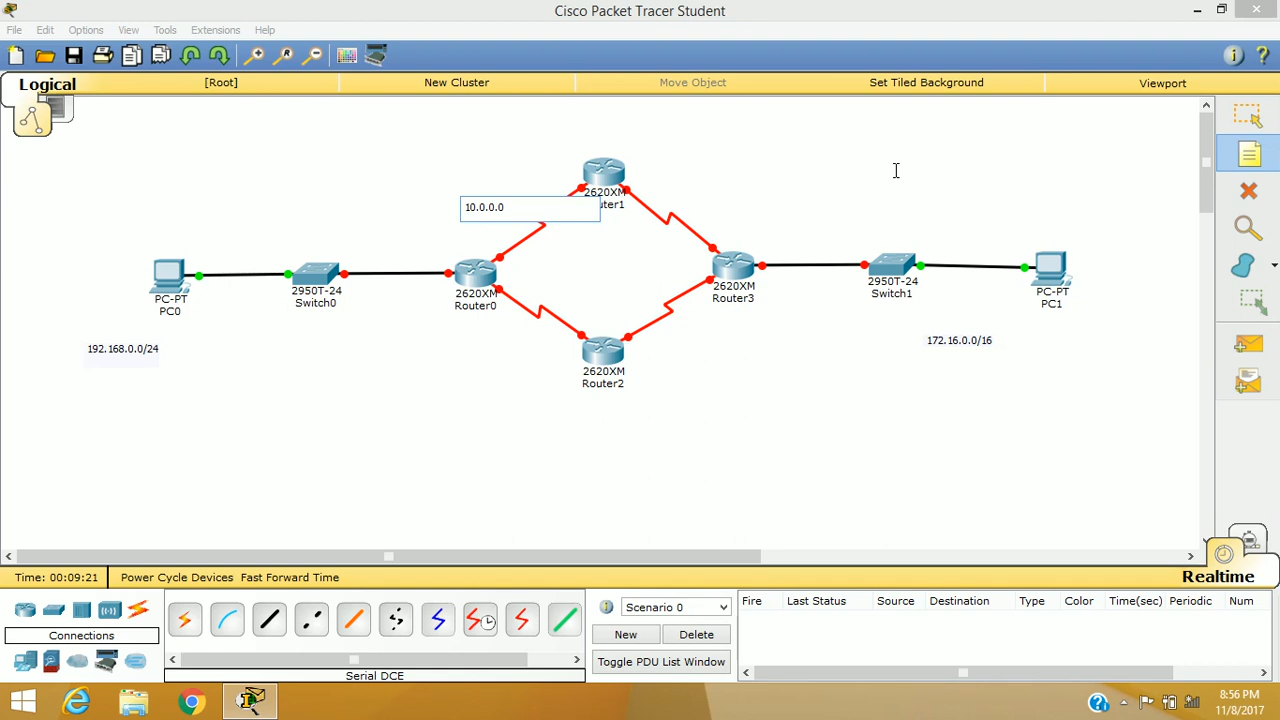 Cisco Packet Tracer Student
File Edit Options View Tools Extensions Help
Logical [Root] New Cluster Move Object Set Tiled Background Viewport
2620XM
uter1
10.0.0.0
PC-PT
PC0
2950T-24
Switch0
2620XM
Router0
2620XM
Router3
2950T-24
Switch1
PC-PT
PC1
192.168.0.0/24
172.16.0.0/16
2620XM
Router2
Time: 00:09:21 Power Cycle Devices Fast Forward Time
Realtime
Connections
Serial DCE
Scenario 0
New Delete
Toggle PDU List Window
Fire Last Status Source Destination Type Color Time(sec) Periodic Num
8:56 PM
11/8/2017